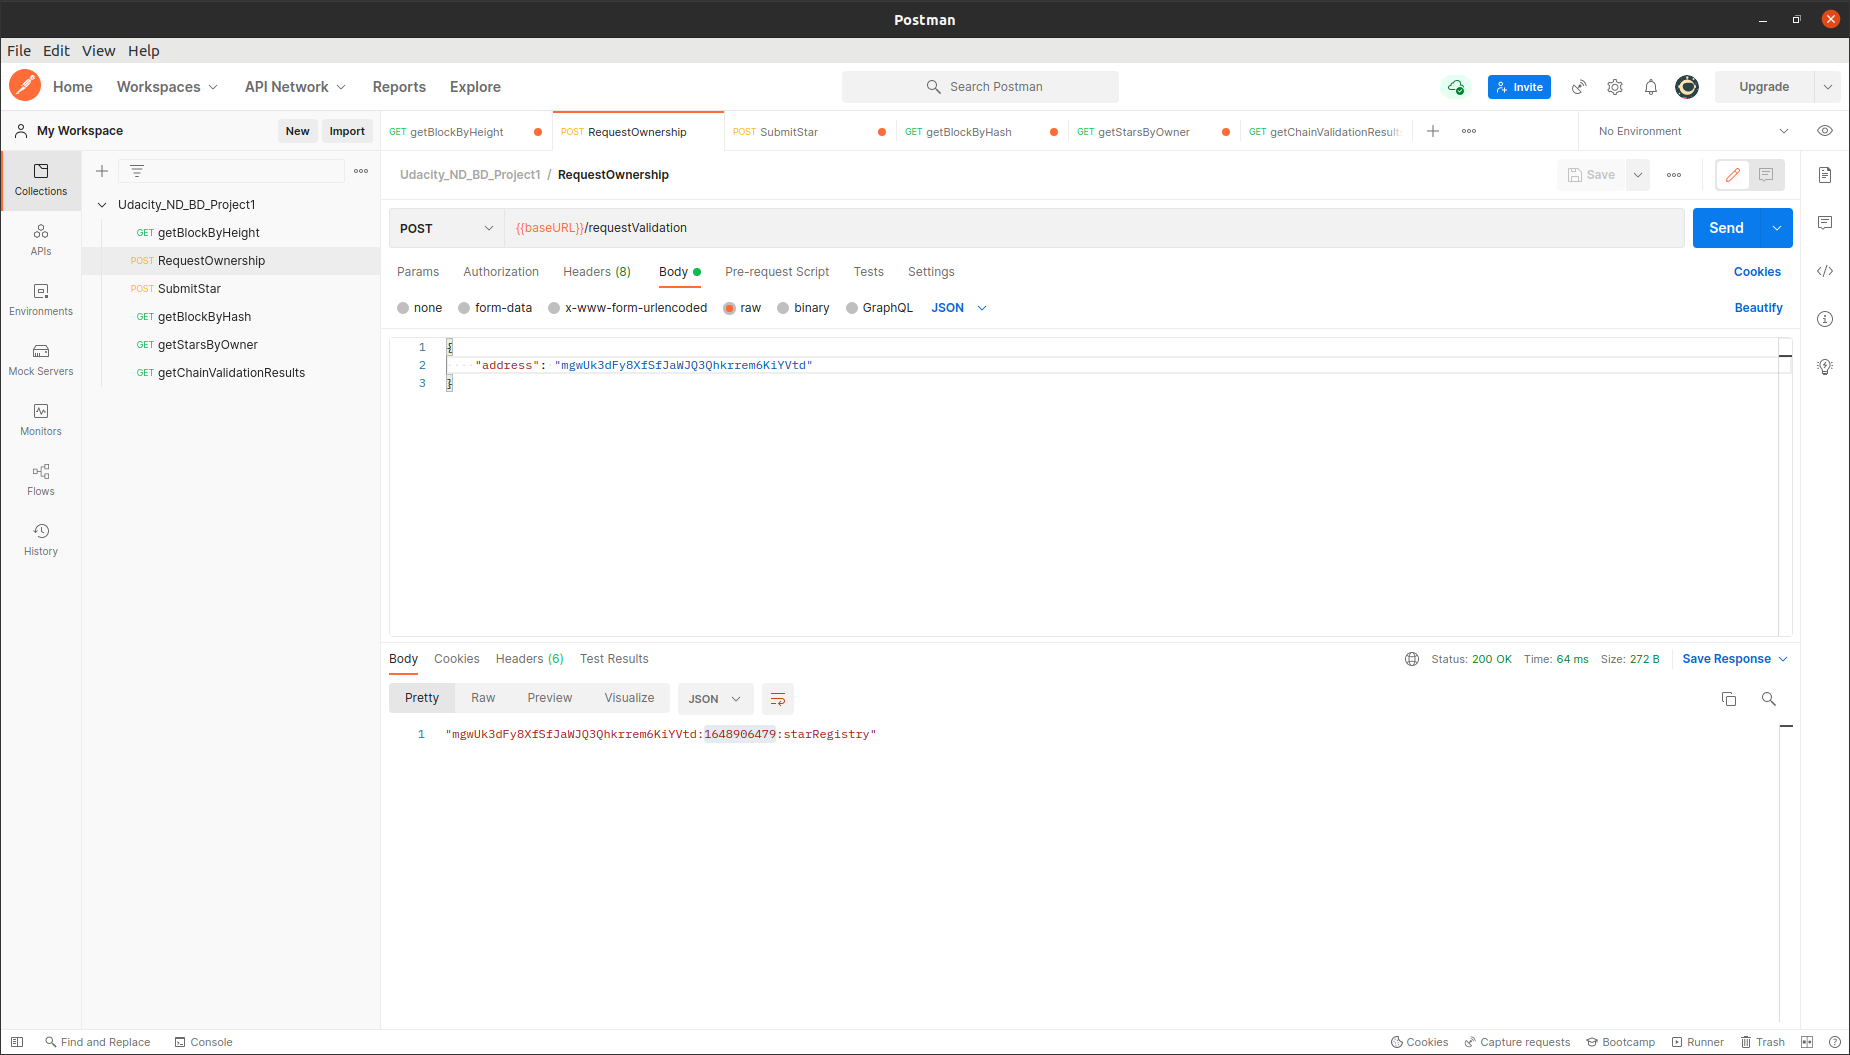 Postman
File Edit View Help
Home Workspaces API Network Reports Explore Search Postman Invite Upgrade
My Workspace New Import
GET getBlockByHeight POST RequestOwnership POST SubmitStar GET getBlockByHash GET getStarsByOwner GET getChainValidationResult No Environment
Collections
APIs
Environments
Mock Servers
Monitors
Flows
History
Udacity_ND_BD_Project1
GET getBlockByHeight
POST RequestOwnership
POST SubmitStar
GET getBlockByHash
GET getStarsByOwner
GET getChainValidationResults
Udacity_ND_BD_Project1 / RequestOwnership Save
POST {{baseURL}}/requestValidation Send
Params Authorization Headers (8) Body Pre-request Script Tests Settings Cookies
none form-data x-www-form-urlencoded raw binary GraphQL JSON Beautify
1 {
2 "address": "mgwUk3dFy8XfSfJaWJQ3Qhkrrem6KiYVtd"
3 }
Body Cookies Headers (6) Test Results Status: 200 OK Time: 64 ms Size: 272 B Save Response
Pretty Raw Preview Visualize JSON
1 "mgwUk3dFy8XfSfJaWJQ3Qhkrrem6KiYVtd:1648906479:starRegistry"
Find and Replace Console Cookies Capture requests Bootcamp Runner Trash